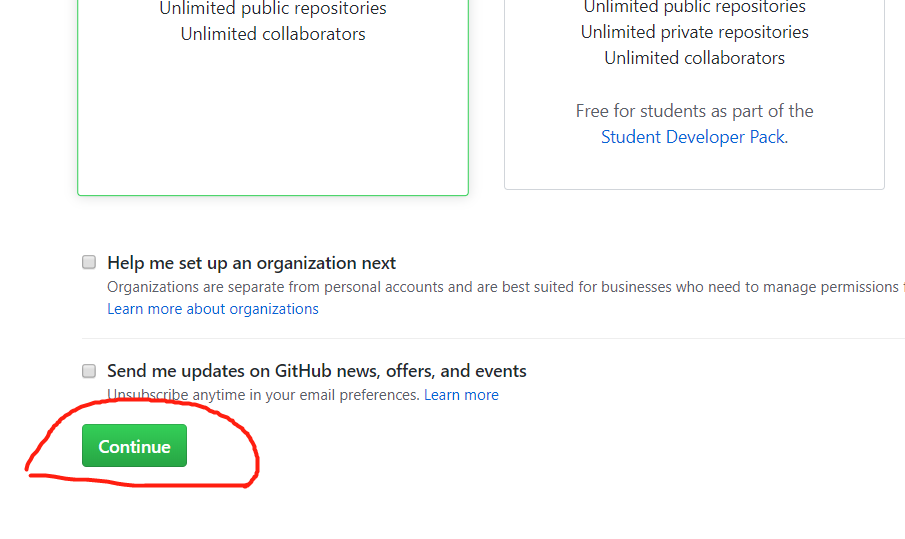 Unlimited public repositories
Unlimited collaborators
Unlimited public repositories
Unlimited private repositories
Unlimited collaborators
Free for students as part of the
Student Developer Pack.
Help me set up an organization next
Organizations are separate from personal accounts and are best suited for businesses who need to manage permissions
Learn more about organizations
Send me updates on GitHub news, offers, and events
Unsubscribe anytime in your email preferences. Learn more
Continue